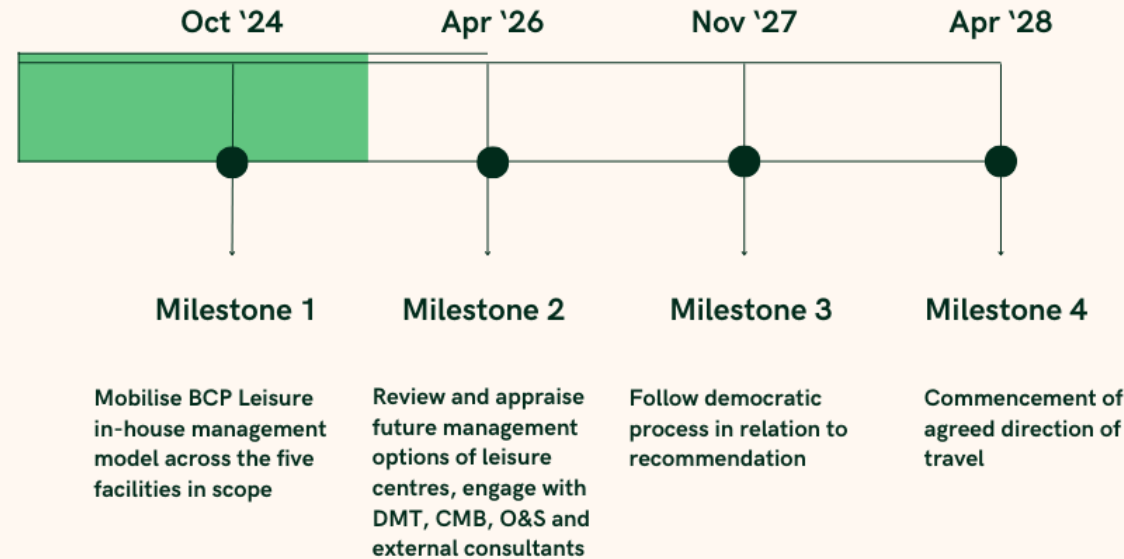 Oct ‘24
Apr ‘26
Nov ‘27
Apr ‘28
Milestone 1
Milestone 2
Milestone 3
Milestone 4
Mobilise BCP Leisure
in-house management
model across the five
facilities in scope
Review and appraise
future management
options of leisure
centres, engage with
DMT, CMB, O&S and
external consultants
Follow democratic
process in relation to
recommendation
Commencement of
agreed direction of
travel